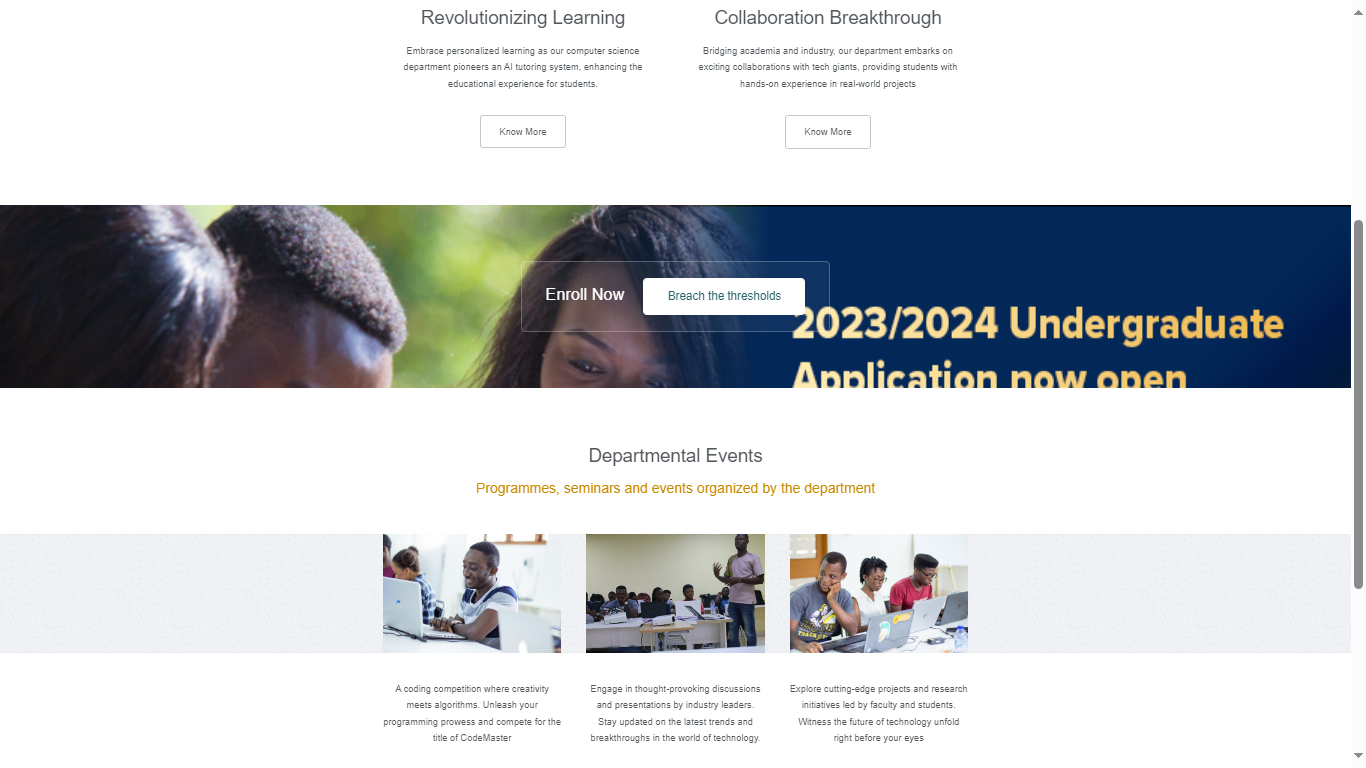 Revolutionizing Learning
Embrace personalized learning as our computer science
department pioneers an AI tutoring system, enhancing the
educational experience for students.
Know More
Collaboration Breakthrough
Bridging academia and industry, our department embarks on
exciting collaborations with tech giants, providing students with
hands-on experience in real-world projects
Know More
Enroll Now
Breach the thresholds
2023/2024 Undergraduate
Application now open
Departmental Events
Programmes, seminars and events organized by the department
A coding competition where creativity
meets algorithms. Unleash your
programming prowess and compete for the
title of CodeMaster
Engage in thought-provoking discussions
and presentations by industry leaders.
Stay updated on the latest trends and
breakthroughs in the world of technology.
Explore cutting-edge projects and research
initiatives led by faculty and students.
Witness the future of technology unfold
right before your eyes